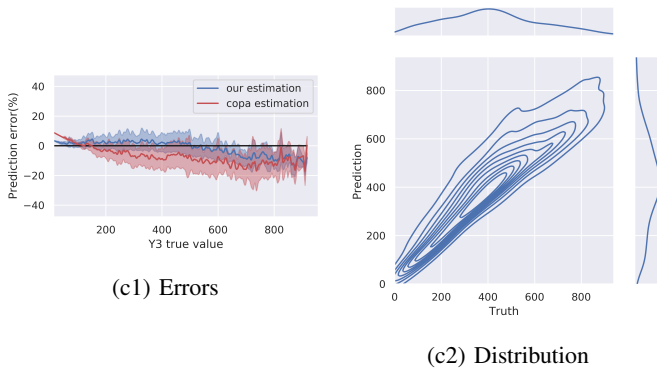 our estimation
copa estimation
Prediction error(%)
40
20
0
−20
−40
200
400
600
800
Y3 true value
(c1) Errors
Prediction
800
600
400
200
0
0
200
400
600
800
Truth
(c2) Distribution